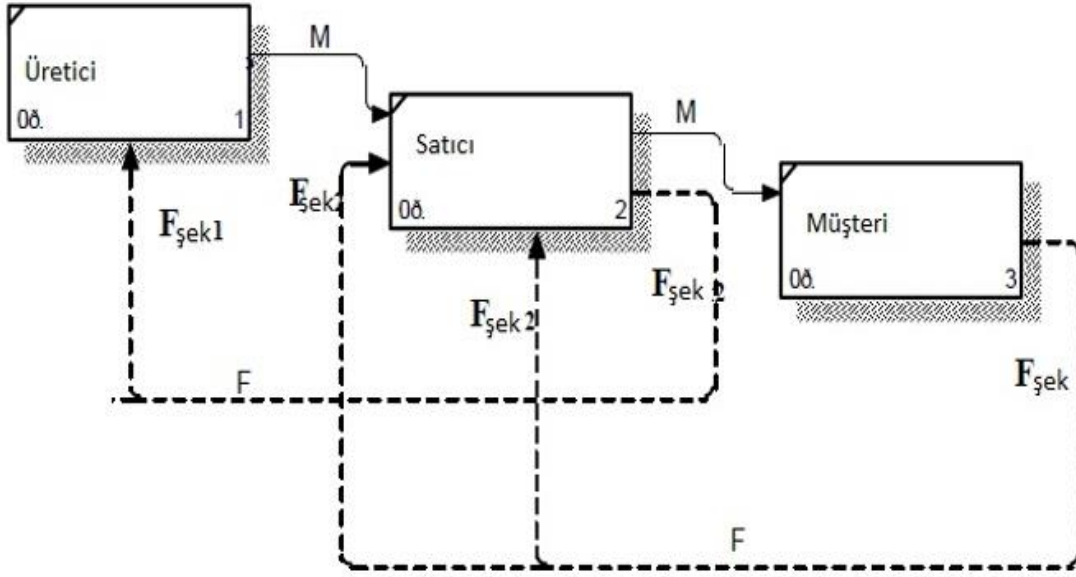 M
Üretici
0ð.
1
M
Satıcı
0ð.
2
Müşteri
0ð.
3
Fşek1
Fşek2
Fşek 2
Fşek 2
Fşek
F
F